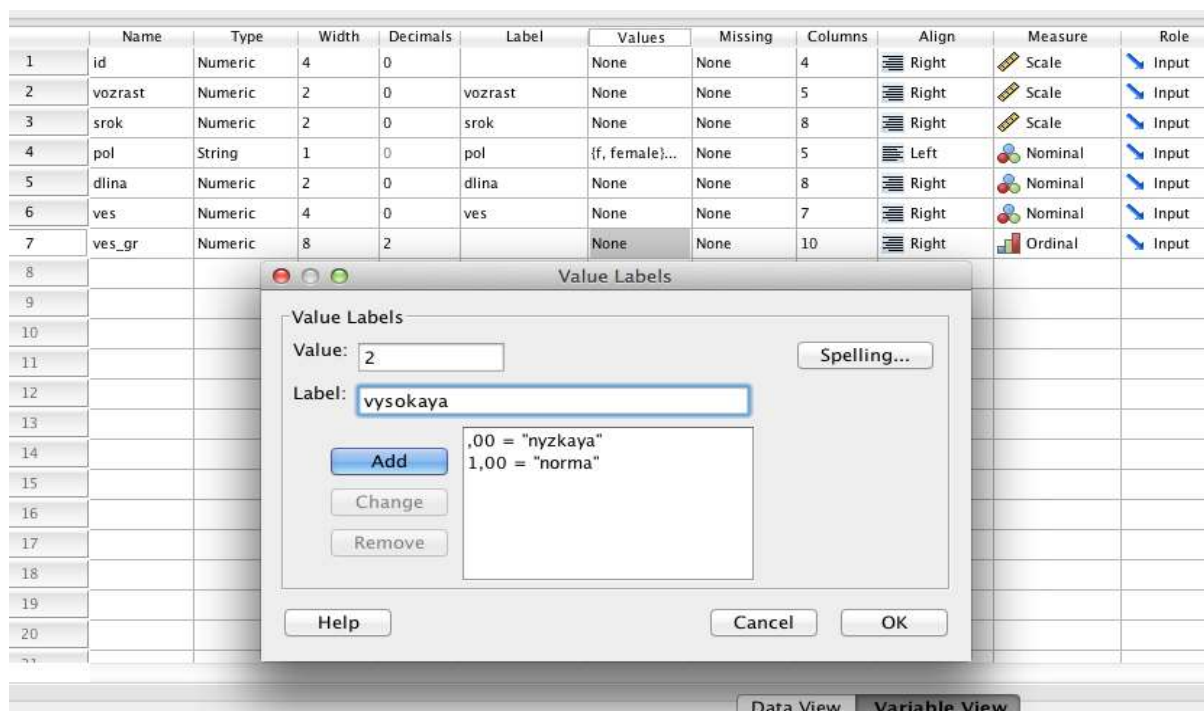 Name Type Width Decimals Label Values Missing Columns Align Measure Role
1 id Numeric 4 0 None None 4 Right Scale Input
2 vozrast Numeric 2 0 vozrast None None 5 Right Scale Input
3 srok Numeric 2 0 srok None None 8 Right Scale Input
4 pol String 1 0 pol {f, female}... None 5 Left Nominal Input
5 dlina Numeric 2 0 dlina None None 8 Right Nominal Input
6 ves Numeric 4 0 ves None None 7 Right Nominal Input
7 ves_gr Numeric 8 2 None None 10 Right Ordinal Input
8
Value Labels
9
Value Labels
10
Value: 2 Spelling...
11
12
Label: vysokaya
13
,00 = "nyzkaya"
14
Add 1,00 = "norma"
15
16
Change
17
Remove
18
19
Help Cancel OK
20
Data View Variable View